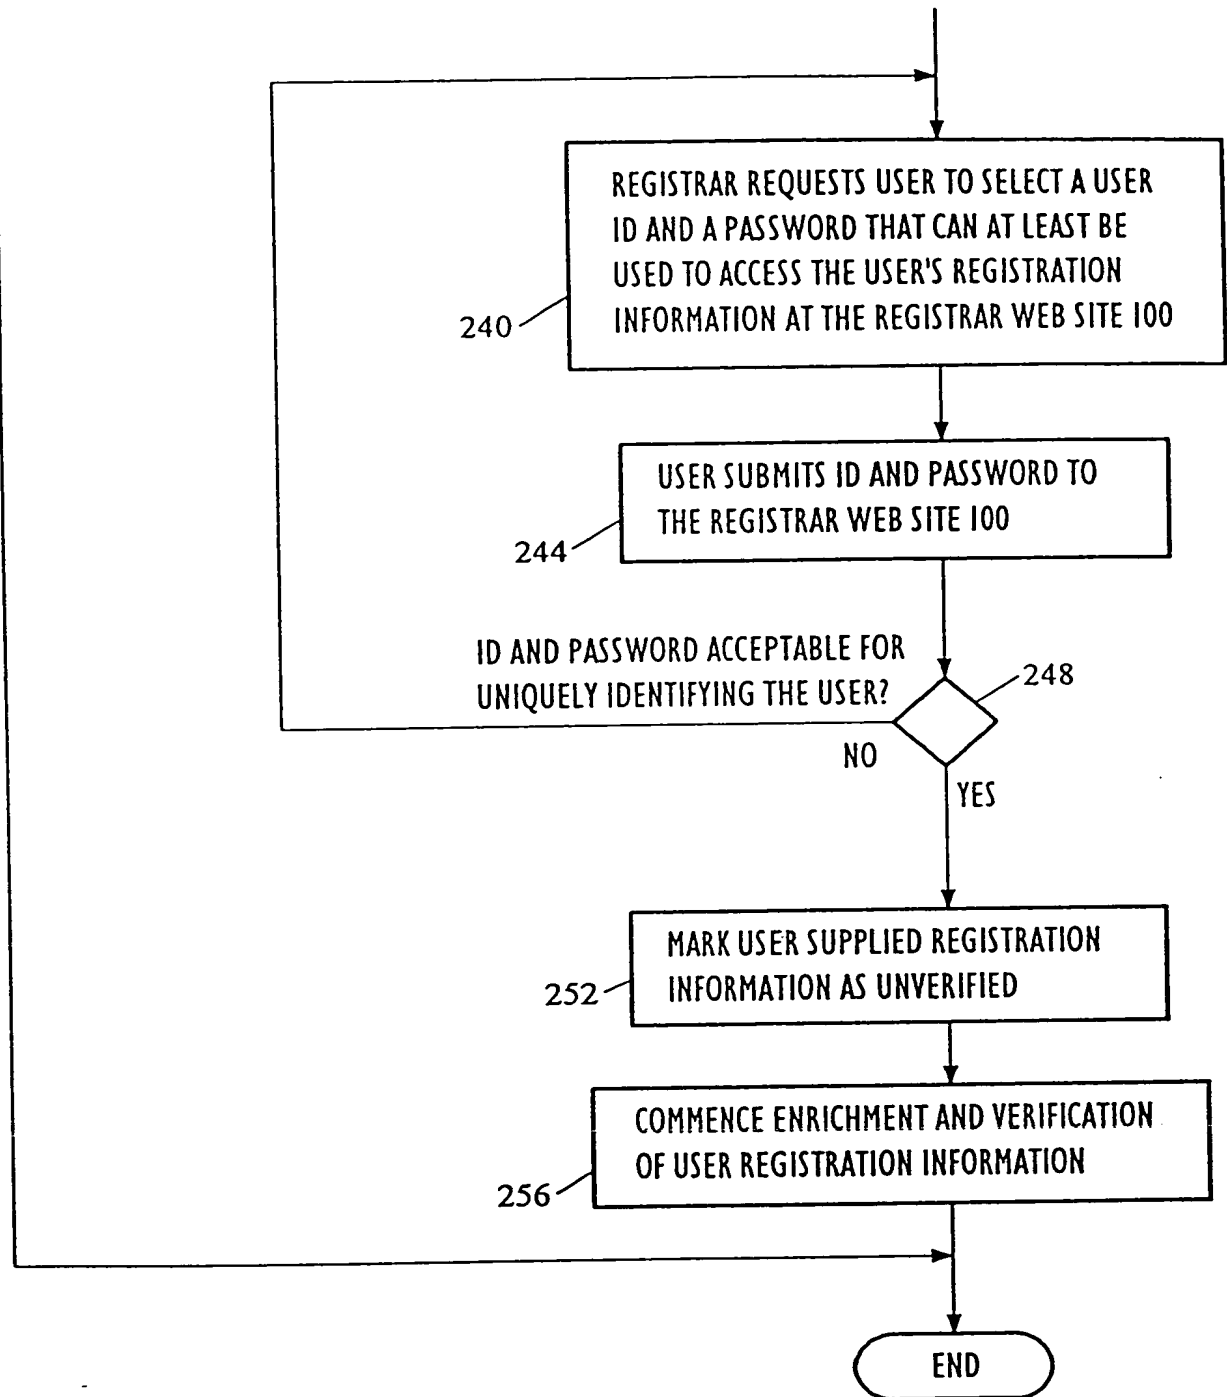 REGISTRAR REQUESTS USER TO SELECT A USER
ID AND A PASSWORD THAT CAN AT LEAST BE
USED TO ACCESS THE USER'S REGISTRATION
INFORMATION AT THE REGISTRAR WEB SITE 100
240
USER SUBMITS ID AND PASSWORD TO
THE REGISTRAR WEB SITE 100
244
ID AND PASSWORD ACCEPTABLE FOR
UNIQUELY IDENTIFYING THE USER?
248
NO
YES
MARK USER SUPPLIED REGISTRATION
INFORMATION AS UNVERIFIED
252
COMMENCE ENRICHMENT AND VERIFICATION
OF USER REGISTRATION INFORMATION
256
END